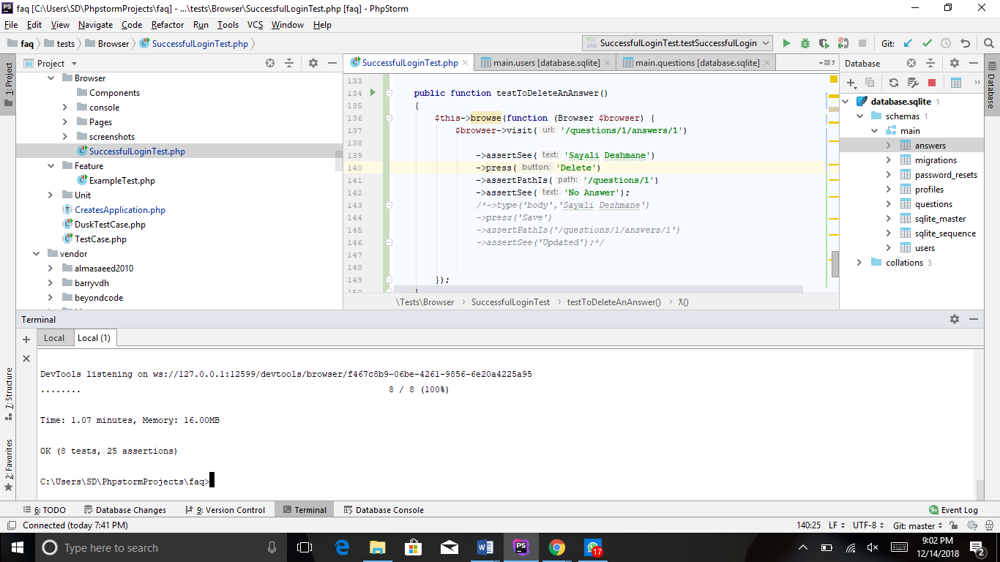 faq [C:\Users\SD\PhpstormProjects\faq] - ...\tests\Browser\SuccessfulLoginTest.php [faq] - PhpStorm
File Edit View Navigate Code Refactor Run Tools VCS Window Help
faq tests Browser SuccessfulLoginTest.php
SuccessfulLoginTest.testSuccessfulLogin
Git:
1: Project
Project
Browser
Components
console
Pages
screenshots
SuccessfulLoginTest.php
Feature
ExampleTest.php
Unit
CreatesApplication.php
DuskTestCase.php
TestCase.php
vendor
almasaeed2010
barryvdh
beyondcode
SuccessfulLoginTest.php main.users [database.sqlite] main.questions [database.sqlite] 7
133
134 public function testToDeleteAnAnswer()
135 {
136 $this->browse(function (Browser $browser) {
137 $browser->visit( url: '/questions/1/answers/1')
138
139 ->assertSee( text: 'Sayali Deshmane')
140 ->press( button: 'Delete')
141 ->assertPathIs( path: '/questions/1')
142 ->assertSee( text: 'No Answer');
143 /*->type('body','Sayali Deshmane')
144 ->press('Save')
145 ->assertPathIs('/questions/1/answers/1')
146 ->assertSee('Updated');*/
147
148
149 });
150 }
\Tests\Browser SuccessfulLoginTest testToDeleteAnAnswer() λ()
Database
database.sqlite 1
schemas 1
main
answers
migrations
password_resets
profiles
questions
sqlite_master
sqlite_sequence
users
collations 3
Database
Terminal
Local Local (1)
7: Structure
2: Favorites
DevTools listening on ws://127.0.0.1:12599/devtools/browser/f467c8b9-06be-4261-9856-6e20a4225a95
........ 8 / 8 (100%)
Time: 1.07 minutes, Memory: 16.00MB
OK (8 tests, 25 assertions)
C:\Users\SD\PhpstormProjects\faq>
6: TODO Database Changes 9: Version Control Terminal Database Console 9+ Event Log
Connected (today 7:41 PM) 140:25 LF UTF-8 Git: master
Type here to search
17
9:02 PM
12/14/2018
2